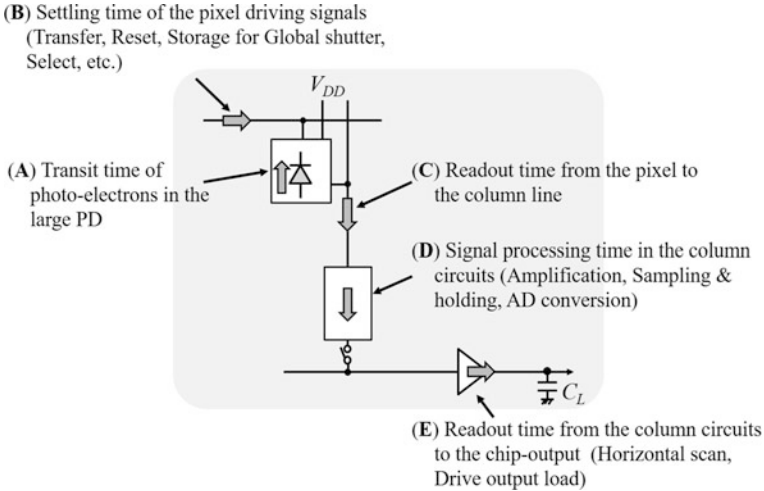 (B) Settling time of the pixel driving signals
(Transfer, Reset, Storage for Global shutter,
Select, etc.)
V_DD
(A) Transit time of
photo-electrons in the
large PD
(C) Readout time from the pixel to
the column line
(D) Signal processing time in the column
circuits (Amplification, Sampling &
holding, AD conversion)
C_L
(E) Readout time from the column circuits
to the chip-output (Horizontal scan,
Drive output load)